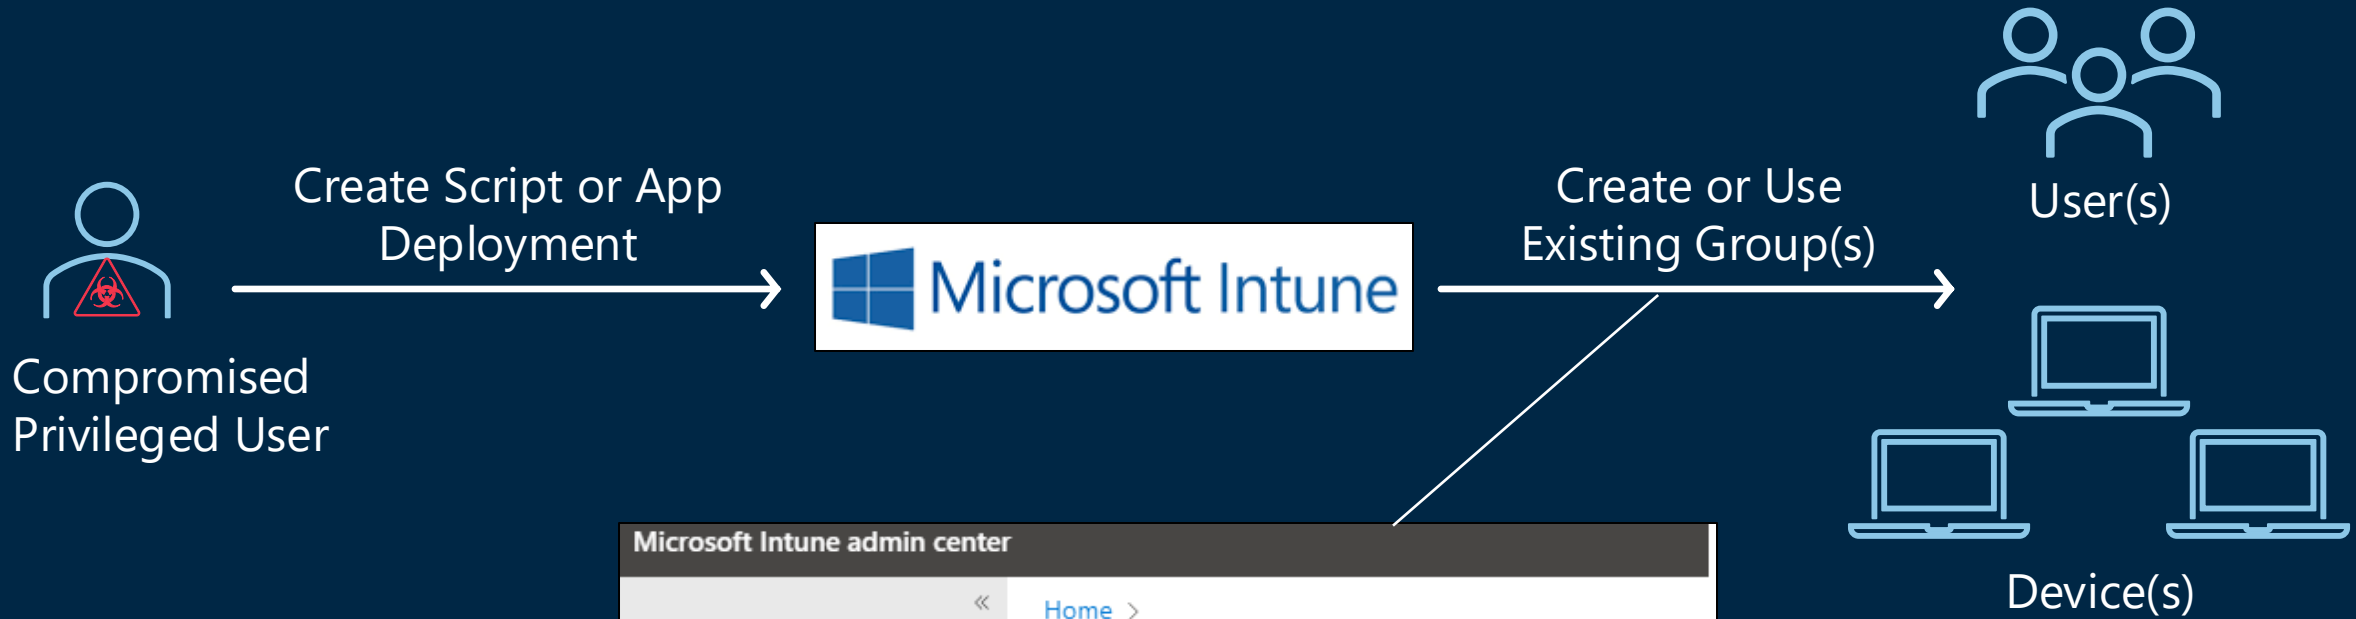 Create Script or App
Deployment
Compromised
Privileged User
Microsoft Intune
Create or Use
Existing Group(s)
User(s)
Device(s)
Microsoft Intune admin center
«
Home >